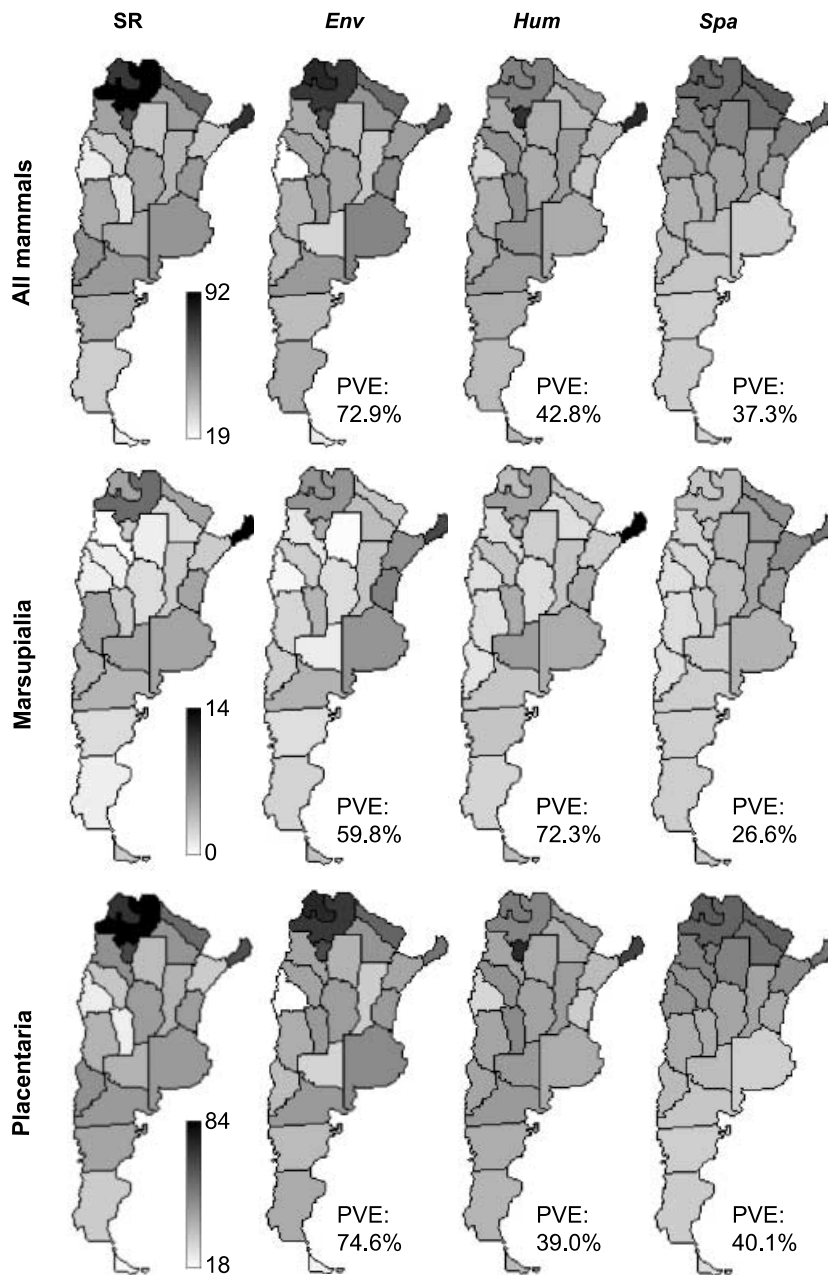 SR Env Hum Spa
All mammals
92
19
PVE:
72.9%
PVE:
42.8%
PVE:
37.3%
Marsupialia
14
0
PVE:
59.8%
PVE:
72.3%
PVE:
26.6%
Placentaria
84
18
PVE:
74.6%
PVE:
39.0%
PVE:
40.1%